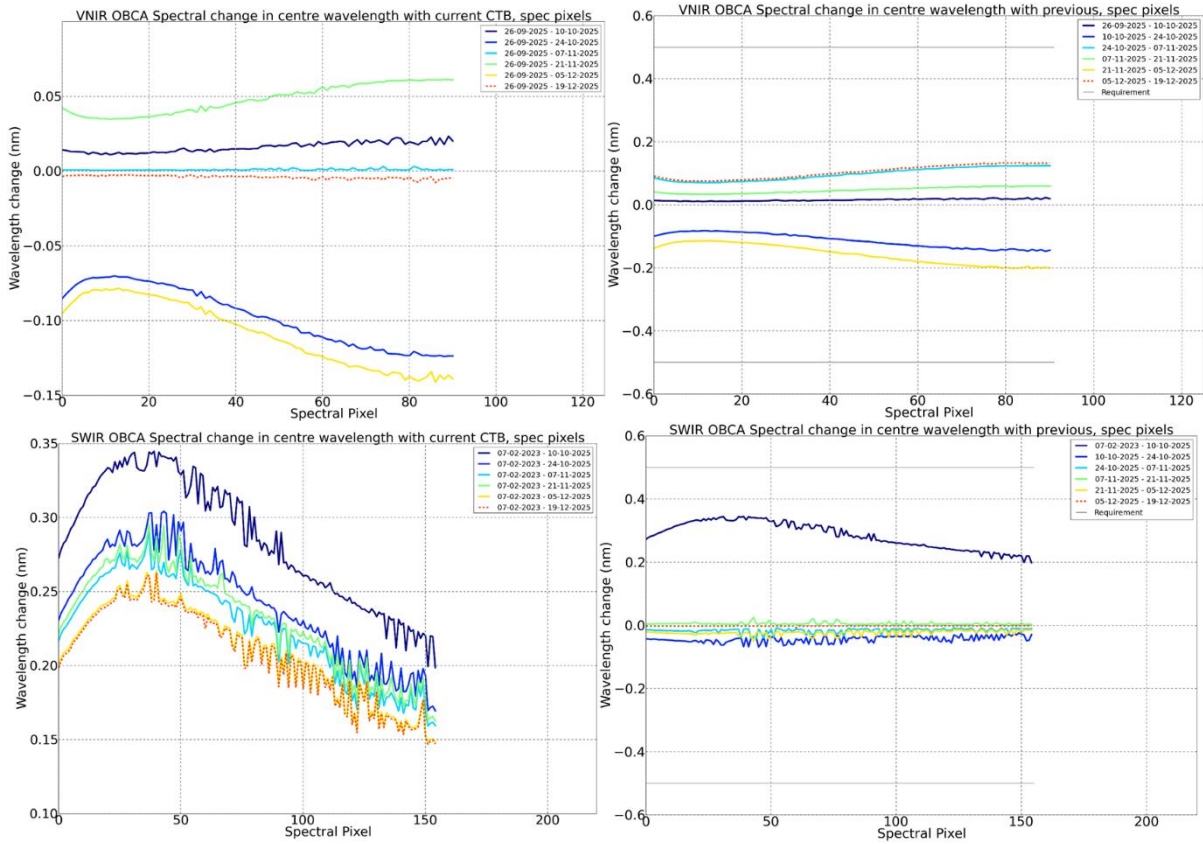 VNIR OBCA Spectral change in centre wavelength with current CTB, spec pixels
26-09-2025 - 10-10-2025
26-09-2025 - 24-10-2025
26-09-2025 - 07-11-2025
26-09-2025 - 21-11-2025
26-09-2025 - 05-12-2025
26-09-2025 - 19-12-2025
Wavelength change (nm)
0.05
0.00
−0.05
−0.10
−0.15
0 20 40 60 80 100 120
Spectral Pixel
VNIR OBCA Spectral change in centre wavelength with previous, spec pixels
26-09-2025 - 10-10-2025
10-10-2025 - 24-10-2025
24-10-2025 - 07-11-2025
07-11-2025 - 21-11-2025
21-11-2025 - 05-12-2025
05-12-2025 - 19-12-2025
Requirement
Wavelength change (nm)
0.6
0.4
0.2
0.0
−0.2
−0.4
−0.6
0 20 40 60 80 100 120
Spectral Pixel
SWIR OBCA Spectral change in centre wavelength with current CTB, spec pixels
07-02-2023 - 10-10-2025
07-02-2023 - 24-10-2025
07-02-2023 - 07-11-2025
07-02-2023 - 21-11-2025
07-02-2023 - 05-12-2025
07-02-2023 - 19-12-2025
Wavelength change (nm)
0.35
0.30
0.25
0.20
0.15
0.10
0 50 100 150 200
Spectral Pixel
SWIR OBCA Spectral change in centre wavelength with previous, spec pixels
07-02-2023 - 10-10-2025
10-10-2025 - 24-10-2025
24-10-2025 - 07-11-2025
07-11-2025 - 21-11-2025
21-11-2025 - 05-12-2025
05-12-2025 - 19-12-2025
Requirement
Wavelength change (nm)
0.6
0.4
0.2
0.0
−0.2
−0.4
−0.6
0 50 100 150 200
Spectral Pixel